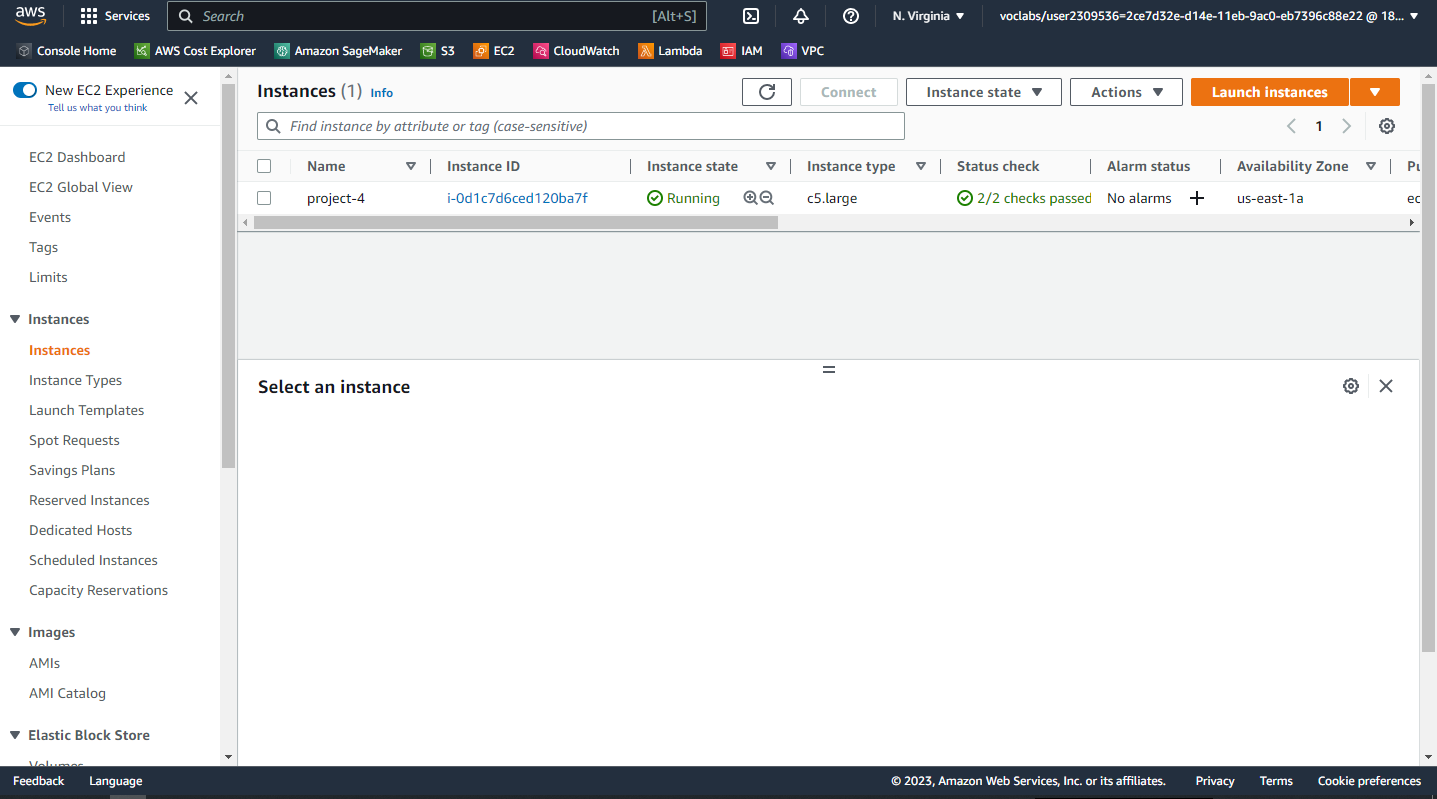 aws Services Search [Alt+S] N. Virginia voclabs/user2309536=2ce7d32e-d14e-11eb-9ac0-eb7396c88e22 @ 18...
Console Home AWS Cost Explorer Amazon SageMaker S3 EC2 CloudWatch Lambda IAM VPC
New EC2 Experience
Tell us what you think
EC2 Dashboard
EC2 Global View
Events
Tags
Limits
Instances
Instances
Instance Types
Launch Templates
Spot Requests
Savings Plans
Reserved Instances
Dedicated Hosts
Scheduled Instances
Capacity Reservations
Images
AMIs
AMI Catalog
Elastic Block Store
Volumes
Instances (1) Info Connect Instance state Actions Launch instances
Find instance by attribute or tag (case-sensitive) 1
Name Instance ID Instance state Instance type Status check Alarm status Availability Zone Pu
project-4 i-0d1c7d6ced120ba7f Running c5.large 2/2 checks passed No alarms us-east-1a ec
Select an instance
Feedback Language © 2023, Amazon Web Services, Inc. or its affiliates. Privacy Terms Cookie preferences